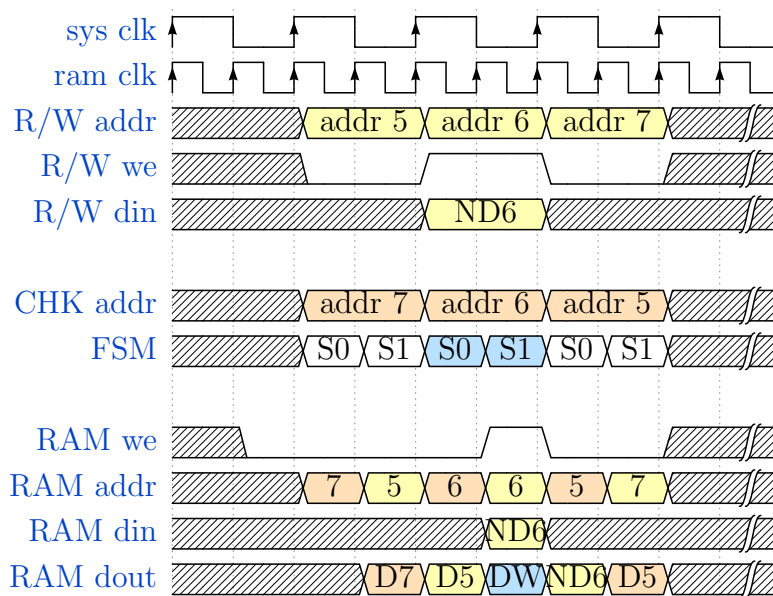 sys clk
ram clk
R/W addr addr 5 addr 6 addr 7
R/W we
R/W din ND6
CHK addr addr 7 addr 6 addr 5
FSM S0 S1 S0 S1 S0 S1
RAM we
RAM addr 7 5 6 6 5 7
RAM din ND6
RAM dout D7 D5 DW ND6 D5